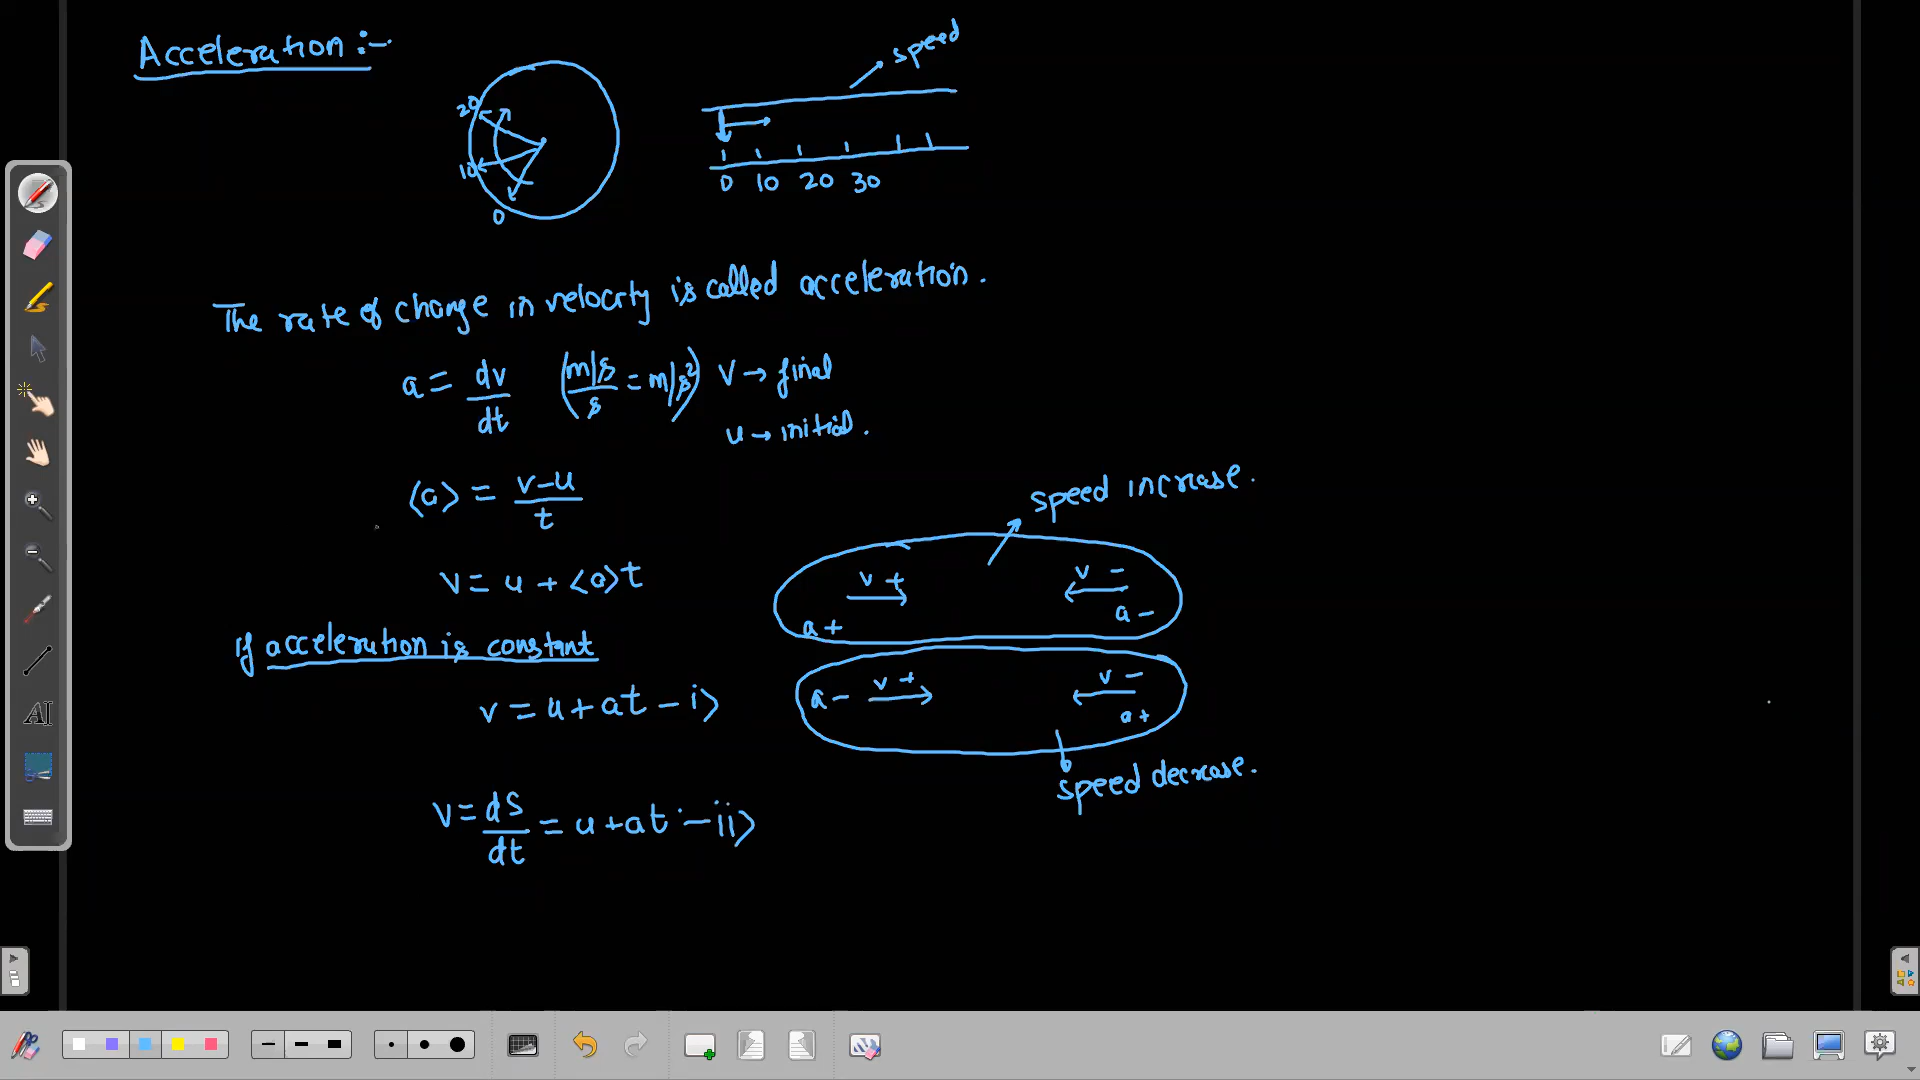 Acceleration :-
speed
20
10
0
0 10 20 30
The rate of change in velocity is called acceleration.
a = dv/dt (m/s/s = m/s²) v → final
u → initial.
<a> = v-u/t
speed increase.
v = u + <a>t
v + v -
a + a -
If acceleration is constant
v = u + at - i>
a - v + v -
a +
speed decrease.
v = ds/dt = u + at - ii>